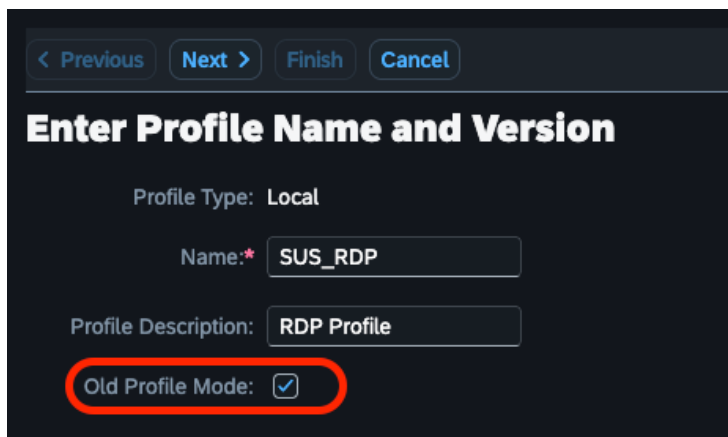 < Previous Next > Finish Cancel
Enter Profile Name and Version
Profile Type: Local
Name:* SUS_RDP
Profile Description: RDP Profile
Old Profile Mode: